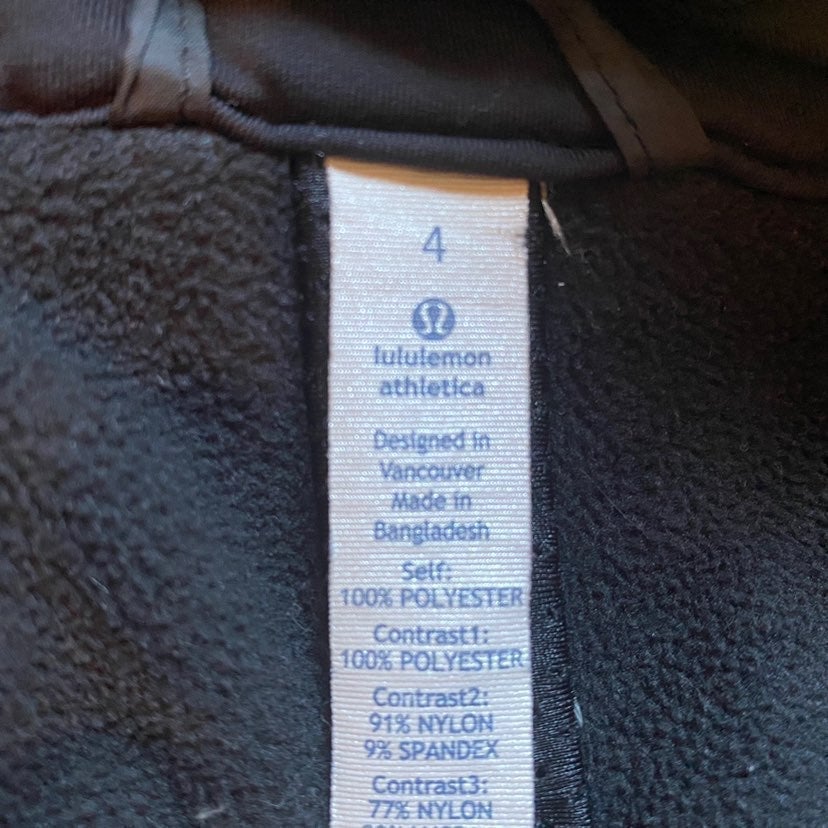 4
lululemon
athletica
Designed in
Vancouver
Made in
Bangladesh
Self:
100% POLYESTER
Contrast1:
100% POLYESTER
Contrast2:
91% NYLON
9% SPANDEX
Contrast3:
77% NYLON